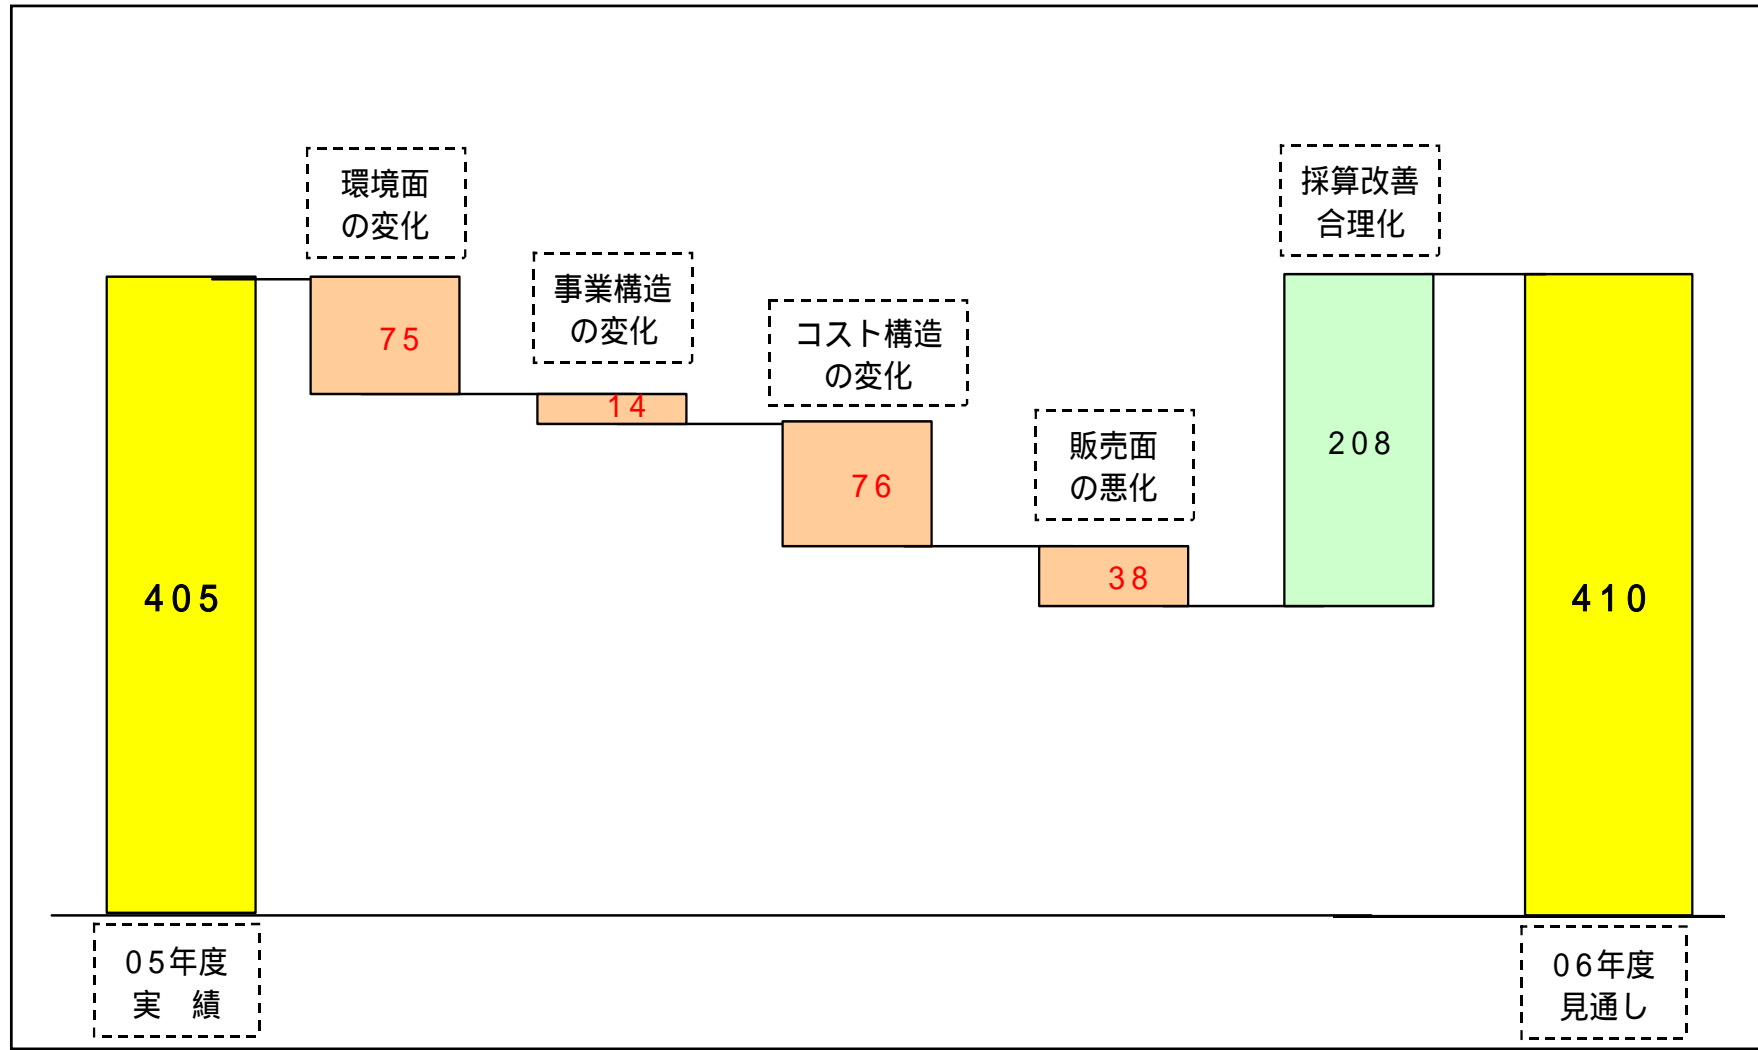 環境面
の変化
採算改善
合理化
事業構造
の変化
コスト構造
の変化
75
14
販売面
の悪化
208
76
38
405
410
05年度
実　績
06年度
見通し